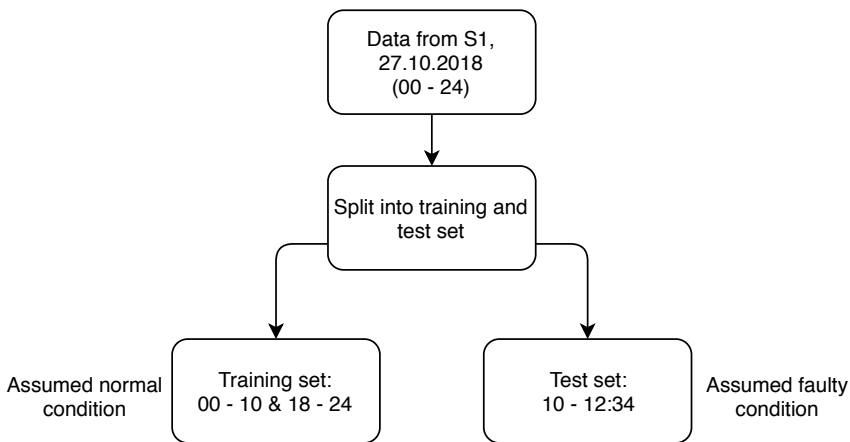 Data from S1,
27.10.2018
(00 - 24)
Split into training and
test set
Assumed normal
condition
Training set:
00 - 10 & 18 - 24
Test set:
10 - 12:34
Assumed faulty
condition